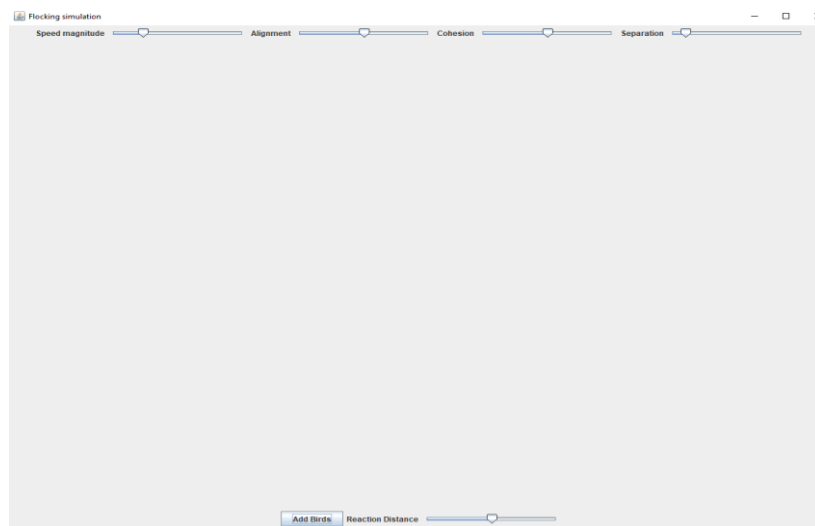 Flocking simulation
Speed magnitude Alignment Cohesion Separation
Add Birds Reaction Distance